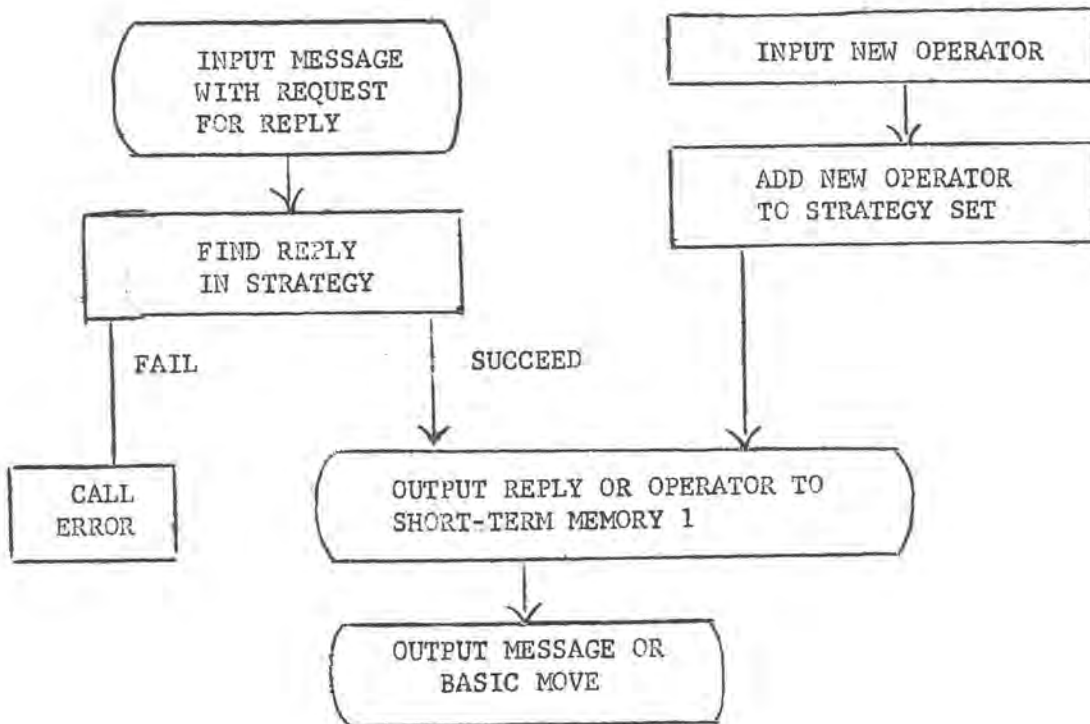 INPUT MESSAGE
WITH REQUEST
FOR REPLY
INPUT NEW OPERATOR
ADD NEW OPERATOR
TO STRATEGY SET
FIND REPLY
IN STRATEGY
FAIL
SUCCEED
CALL
ERROR
OUTPUT REPLY OR OPERATOR TO
SHORT-TERM MEMORY 1
OUTPUT MESSAGE OR
BASIC MOVE